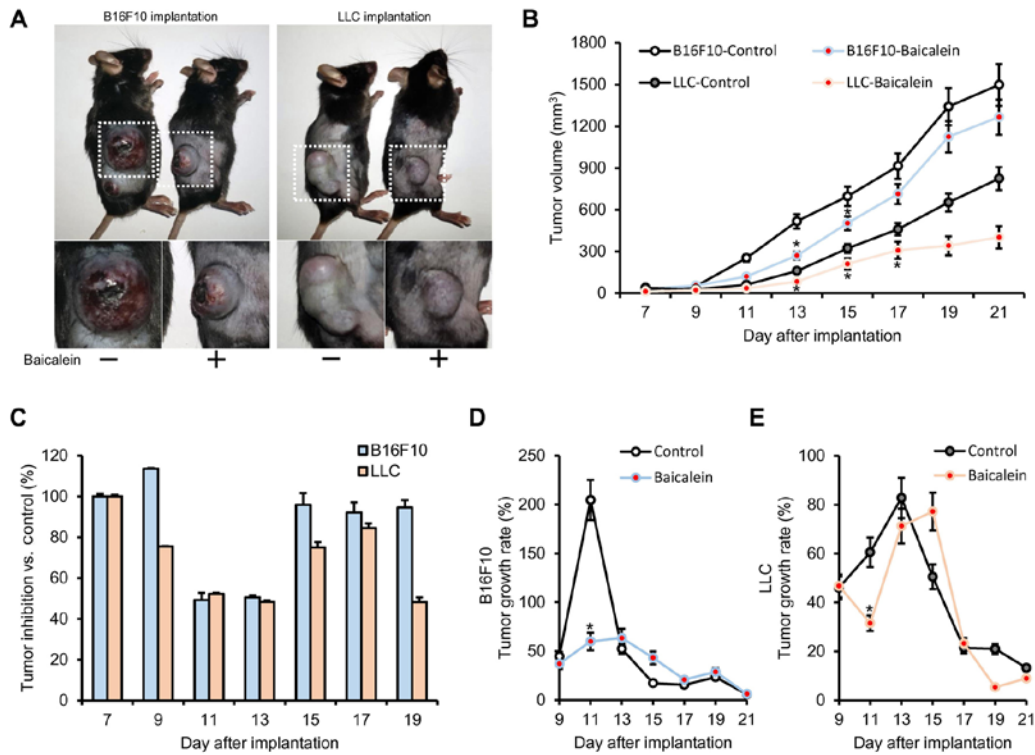 A
B16F10 implantation
LLC implantation
Baicalein
−
+
−
+
B
B16F10-Control
B16F10-Baicalein
LLC-Control
LLC-Baicalein
Tumor volume (mm³)
1500
1200
900
600
300
0
*
*
*
*
*
7 9 11 13 15 17 19 21
Day after implantation
C
B16F10
LLC
Tumor inhibition vs. control (%)
120
100
80
60
40
20
0
7 9 11 13 15 17 19
Day after implantation
D
Control
Baicalein
B16F10
Tumor growth rate (%)
250
200
150
100
50
0
*
9 11 13 15 17 19 21
Day after implantation
E
Control
Baicalein
LLC
Tumor growth rate (%)
100
80
60
40
20
0
*
9 11 13 15 17 19 21
Day after implantation